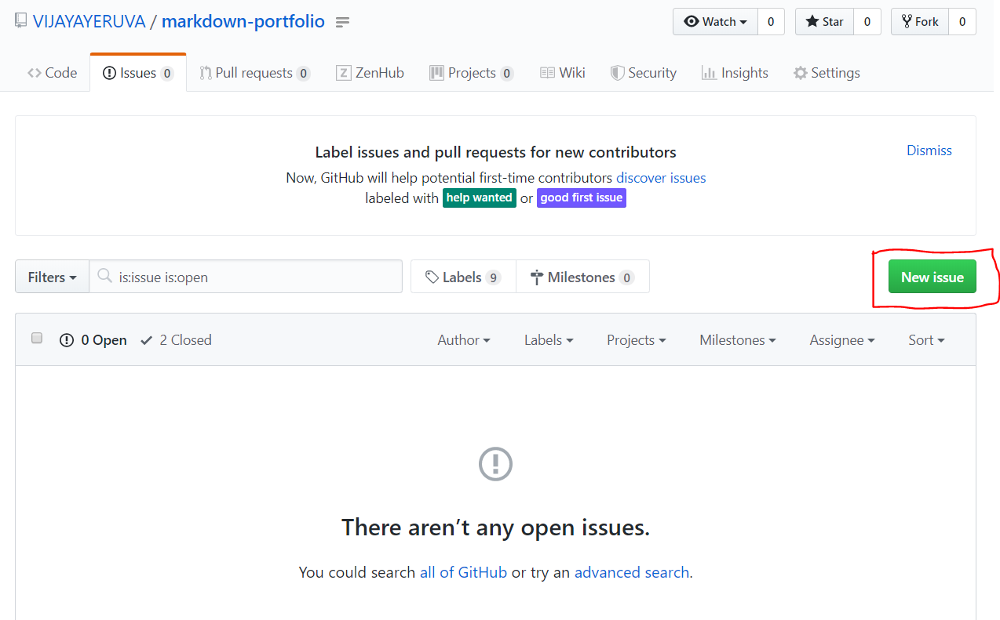 VIJAYAYERUVA / markdown-portfolio Watch 0 Star 0 Fork 0
Code Issues 0 Pull requests 0 ZenHub Projects 0 Wiki Security Insights Settings
Label issues and pull requests for new contributors Dismiss
Now, GitHub will help potential first-time contributors discover issues
labeled with help wanted or good first issue
Filters is:issue is:open Labels 9 Milestones 0 New issue
0 Open 2 Closed Author Labels Projects Milestones Assignee Sort
There aren’t any open issues.
You could search all of GitHub or try an advanced search.